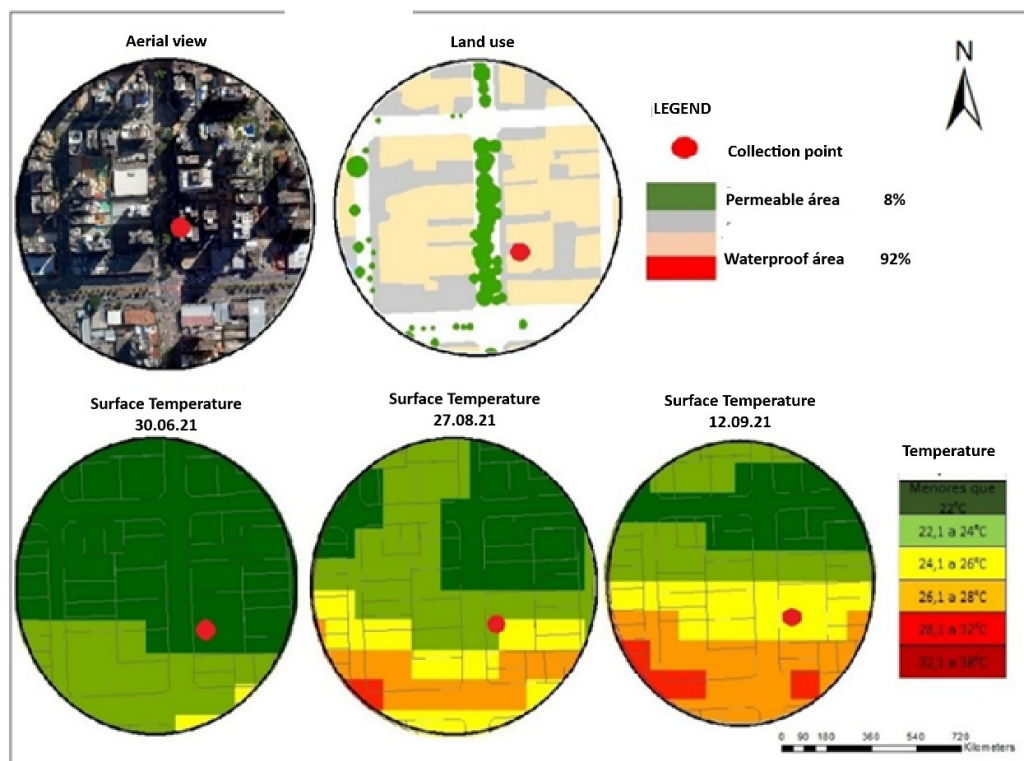 Aerial view
Land use
N
LEGEND
Collection point
Permeable área 8%
Waterproof área 92%
Surface Temperature
30.06.21
Surface Temperature
27.08.21
Surface Temperature
12.09.21
Temperature
Menores que
22°C
22,1 a 24°C
24,1 a 26°C
26,1 a 28°C
28,1 a 32°C
32,1 a 38°C
0 90 180 360 540 720
Kilometers